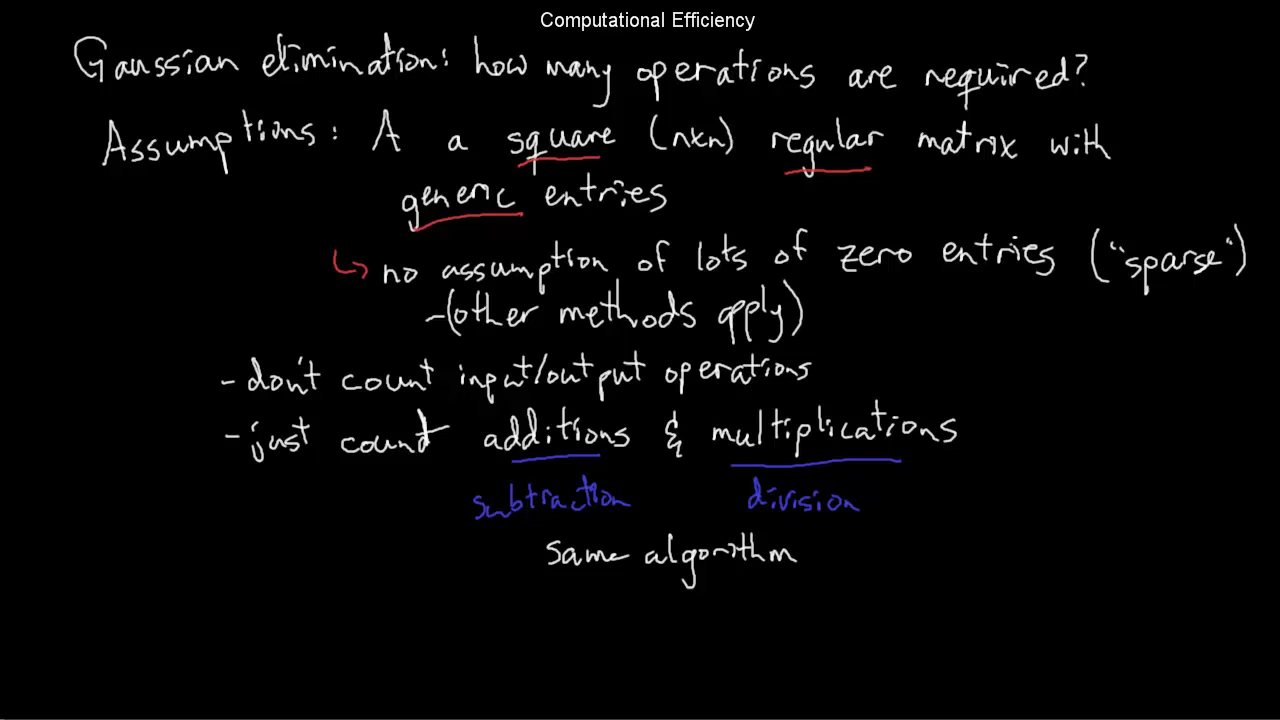 Computational Efficiency
Gaussian elimination: how many operations are required?
Assumptions: A a square (nxn) regular matrix with
generic entries
↳ no assumption of lots of zero entries ("sparse")
-(other methods apply)
- don't count input/output operations
- just count additions & multiplications
subtraction division
same algorithm